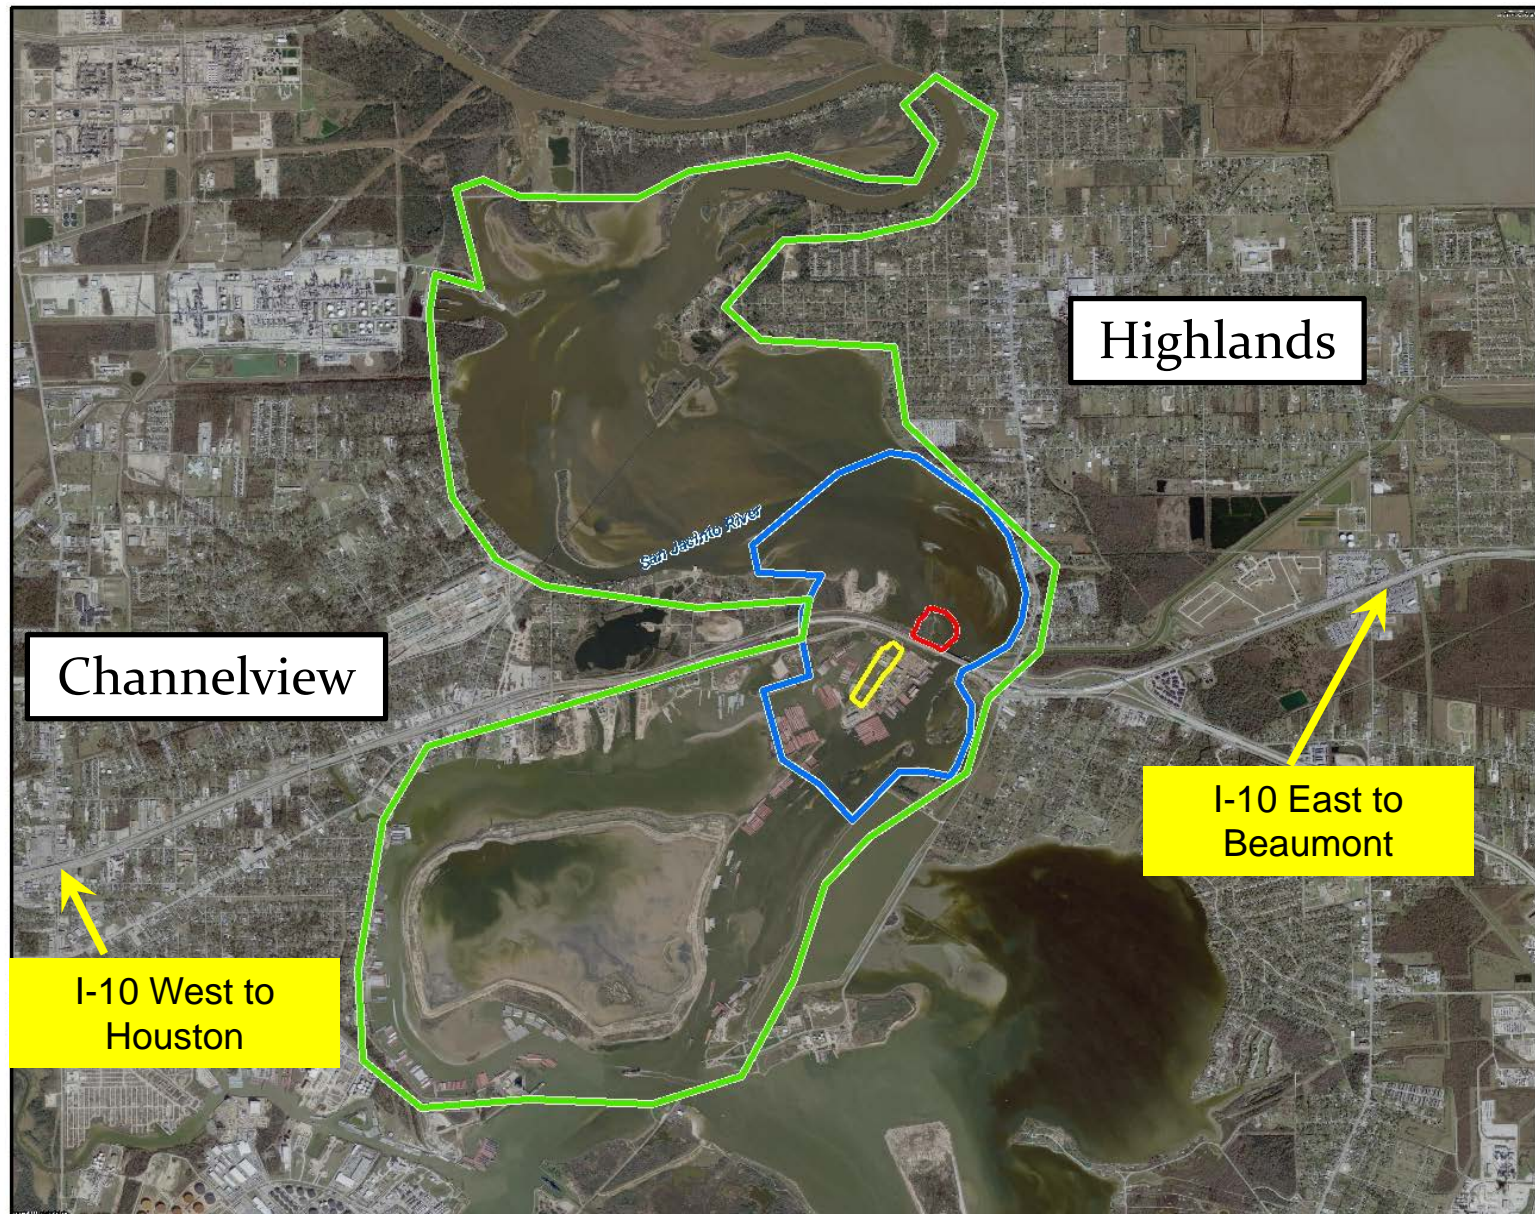 Highlands
San Jacinto River
Channelview
I-10 East to
Beaumont
I-10 West to
Houston